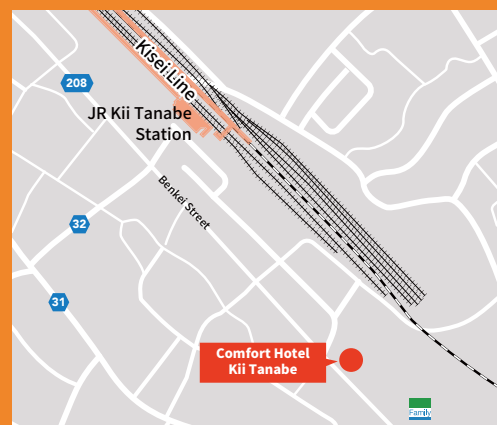 Kisei Line
208
JR Kii Tanabe
Station
Benkei Street
32
31
Comfort Hotel
Kii Tanabe
Family